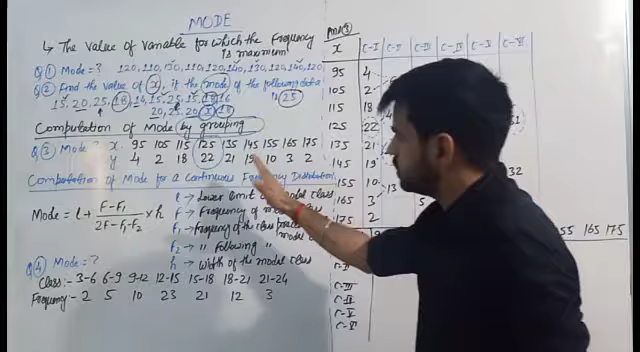 MODE
↳ The value of variable for which the Frequency
is maximum
Q① Mode=? 120, 110, 130, 110, 120, 140, 130, 120, 140, 120
Q② Find the value of x, if the mode of the following data
is 25
15, 20, 25, 18, 14, 15, 25, 15, 18, 16
20, 25, 20, x, 18
Computation of Mode by grouping
Q③ Mode ? x 95 105 115 125 135 145 155 165 175
y 4 2 18 22 21 19 10 3 2
Computation of Mode for a Continuous Frequency Distribution
Mode = l + F-F₁ / 2F-F₁-F₂ × h
l → Lower limit of modal class
F → Frequency of modal class
F₁ → Frequency of the class
modal
F₂ → " Following "
h → Width of the modal class
Q④ Mode=?
Class:- 3-6 6-9 9-12 12-15 15-18 18-21 21-24
Frequency:- 2 5 10 23 21 12 3
Ans③
x C-I C-II C-III C-IV C-V C-VI
95 4
105 2
115 18
125 22
135 21
145 19
155 10
165 3 13 5 32
175 2
165 175
C-II
C-III
C-IV
C-V